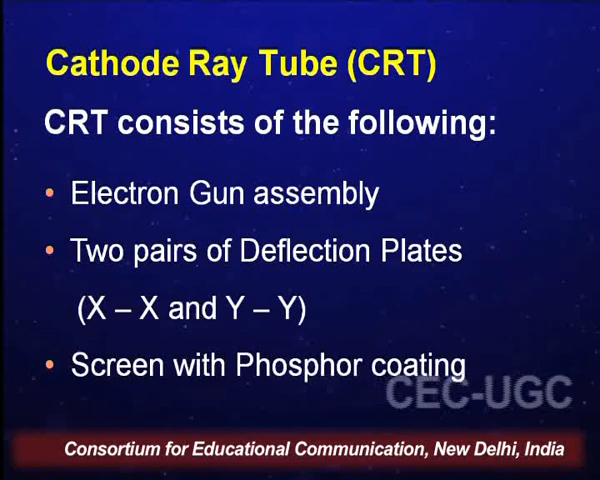 Cathode Ray Tube (CRT)
CRT consists of the following:
• Electron Gun assembly
• Two pairs of Deflection Plates
(X – X and Y – Y)
• Screen with Phosphor coating
CEC-UGC
Consortium for Educational Communication, New Delhi, India